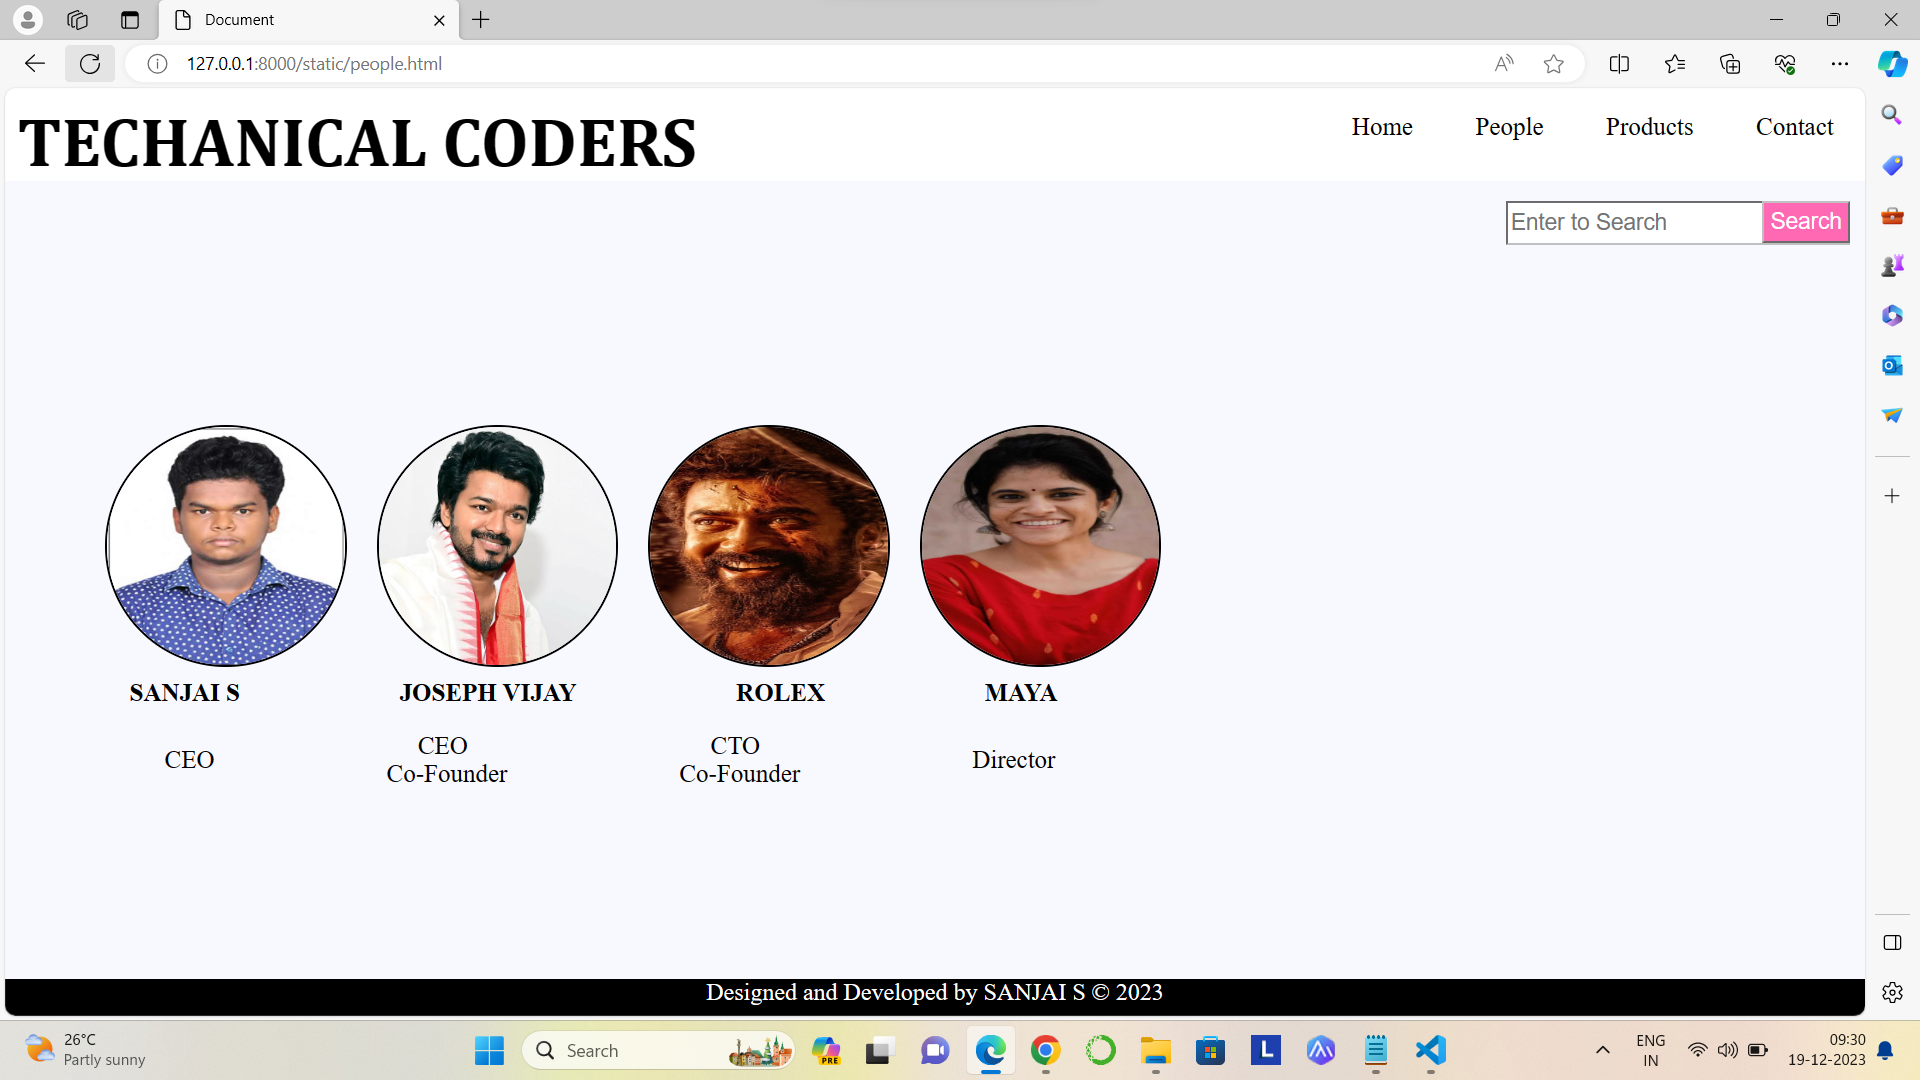 Document
127.0.0.1:8000/static/people.html
TECHANICAL CODERS
Home People Products Contact
Enter to Search Search
SANJAI S JOSEPH VIJAY ROLEX MAYA
CEO CTO
CEO Director
Co-Founder Co-Founder
Designed and Developed by SANJAI S © 2023
26°C
Partly sunny
Search
PRE
L
ENG
IN
09:30
19-12-2023